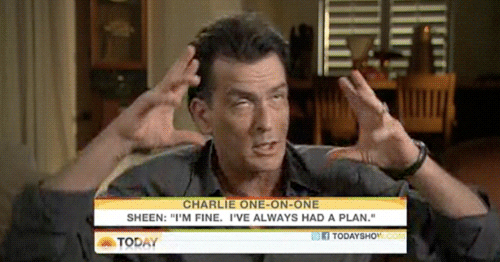 CHARLIE ONE-ON-ONE
SHEEN: "I'M FINE. I'VE ALWAYS HAD A PLAN."
TODAY
TODAYSHOW.COM